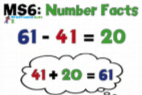 MS6: Number Facts
61 - 41 = 20
41 + 20 = 61